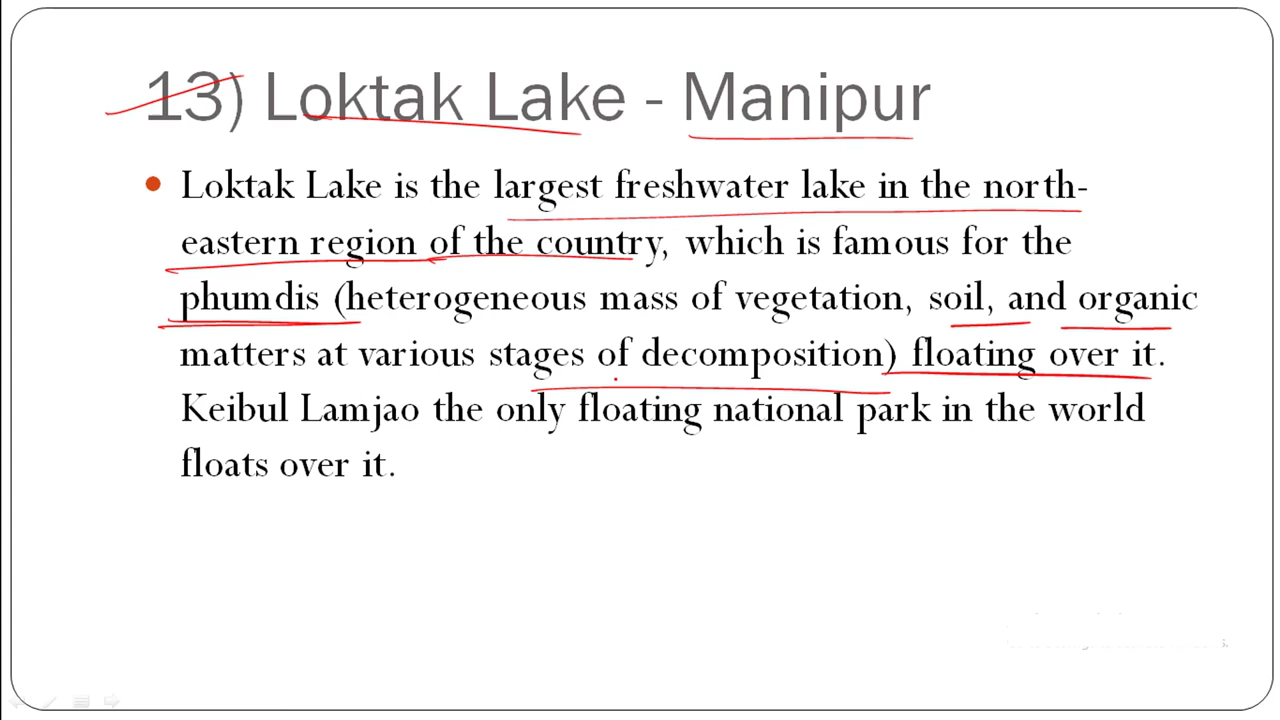 13) Loktak Lake - Manipur
• Loktak Lake is the largest freshwater lake in the north-
eastern region of the country, which is famous for the
phumdis (heterogeneous mass of vegetation, soil, and organic
matters at various stages of decomposition) floating over it.
Keibul Lamjao the only floating national park in the world
floats over it.